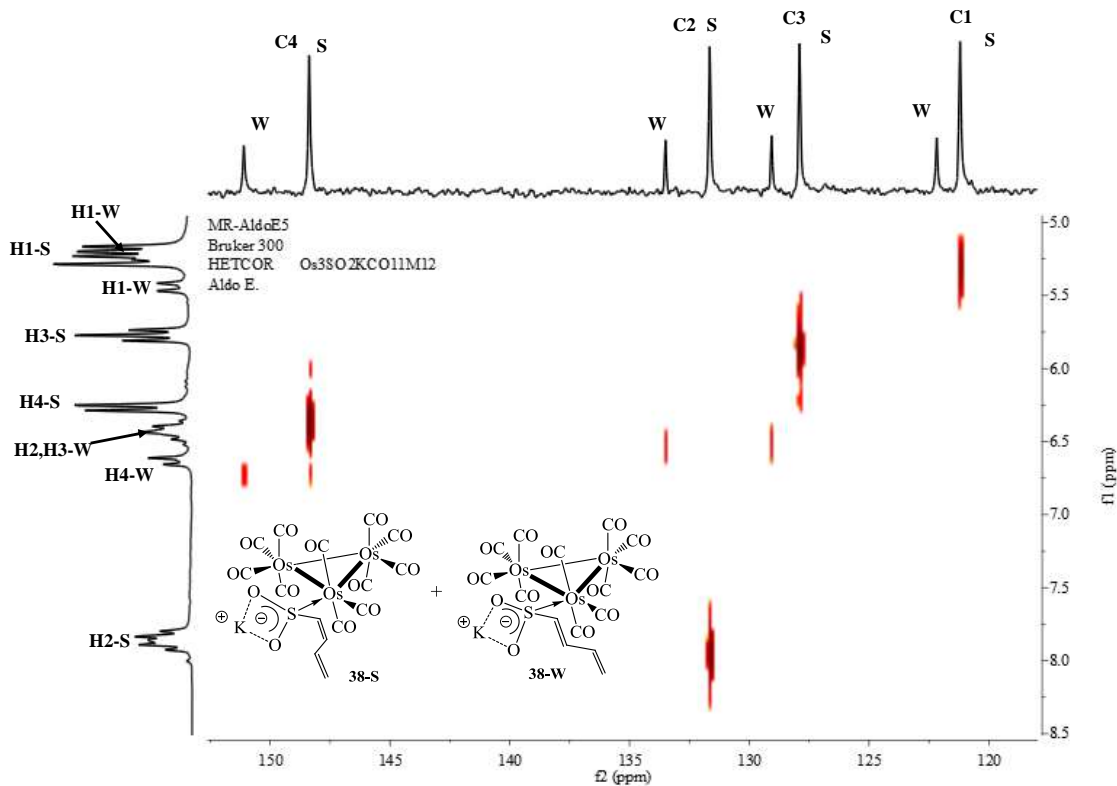 C4 S
C2 S
C3 S
C1 S
W
W
W
W
MR-AldoE5
Bruker 300
HETCOR Os3SO2KCO11M12
Aldo E.
H1-W
H1-S
H1-W
H3-S
H4-S
H2,H3-W
H4-W
H2-S
5.0
5.5
6.0
6.5
7.0
7.5
8.0
8.5
f1 (ppm)
OC CO OC CO CO
OC Os Os CO
OC CO OC CO
O Os CO
⊕ K S ⊖ CO
O CO
38-S
+
OC CO OC CO CO
OC Os Os CO
OC CO OC CO
O Os CO
⊕ K S ⊖ CO
O CO
38-W
150 145 140 135 130 125 120
f2 (ppm)